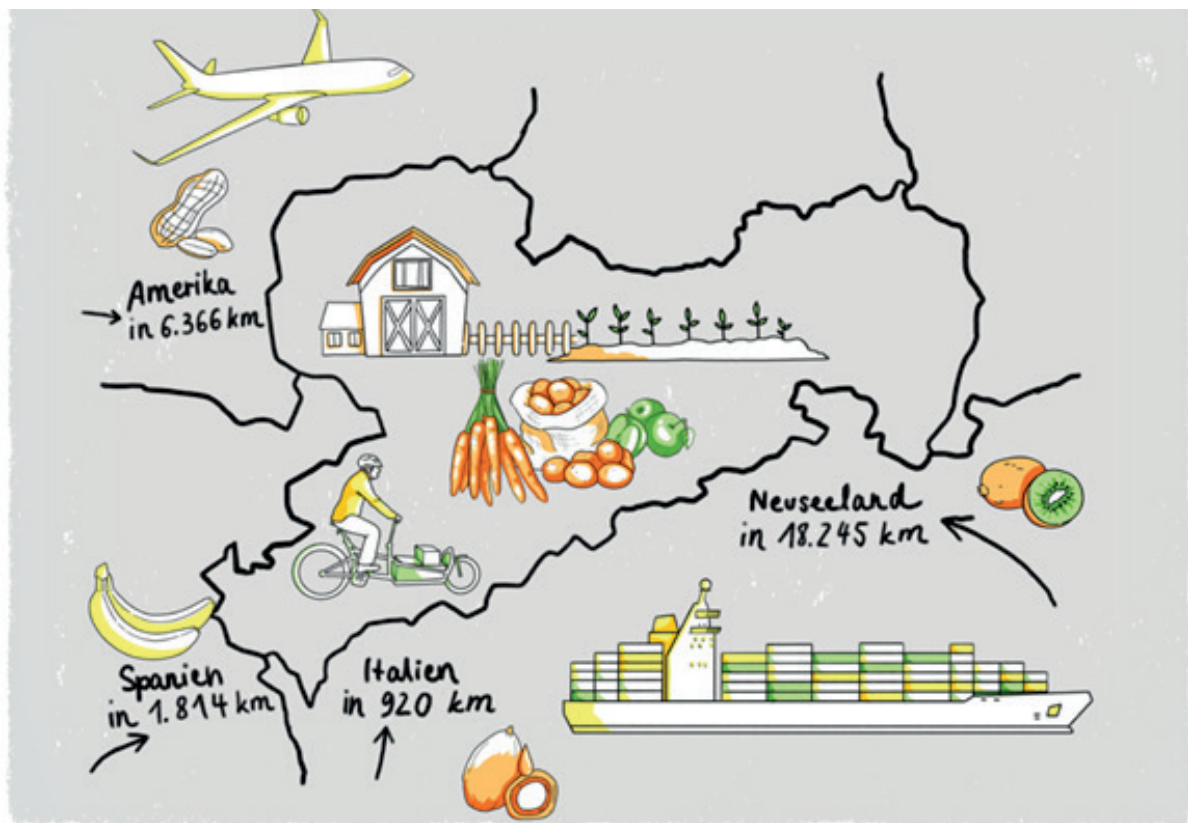 Amerika
in 6.366 km
Neuseeland
in 18.245 km
Spanien
in 1.814 km
Italien
in 920 km